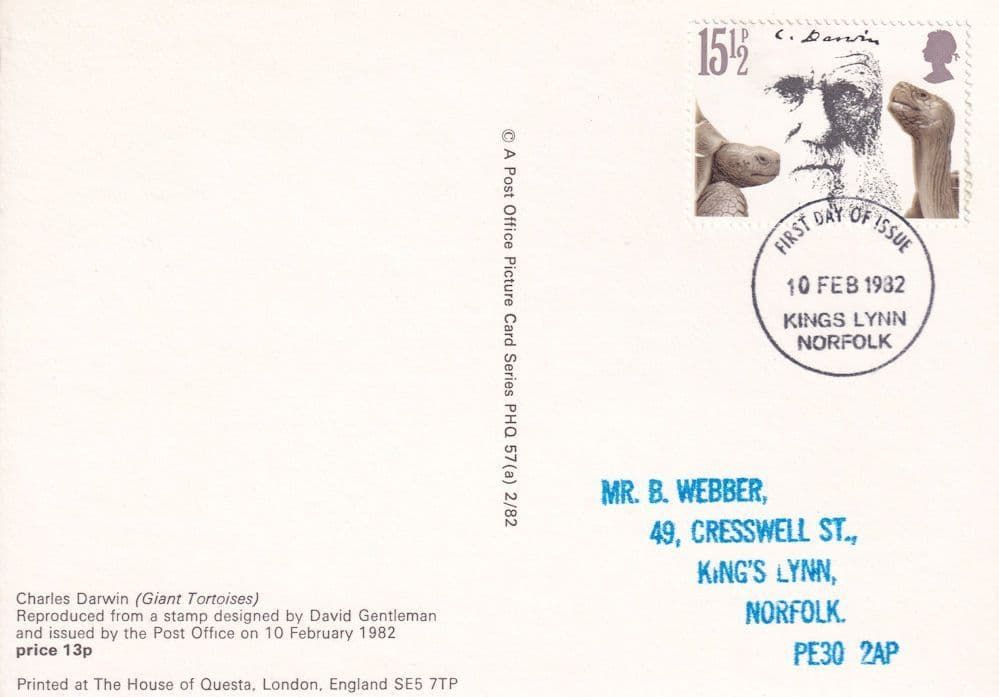 15½P
C. Darwin
FIRST DAY OF ISSUE
10 FEB 1982
KINGS LYNN
NORFOLK
© A Post Office Picture Card Series PHQ 57(a) 2/82
MR. B. WEBBER,
49, CRESSWELL ST.,
KING'S LYNN,
NORFOLK.
PE30 2AP
Charles Darwin (Giant Tortoises)
Reproduced from a stamp designed by David Gentleman
and issued by the Post Office on 10 February 1982
price 13p
Printed at The House of Questa, London, England SE5 7TP